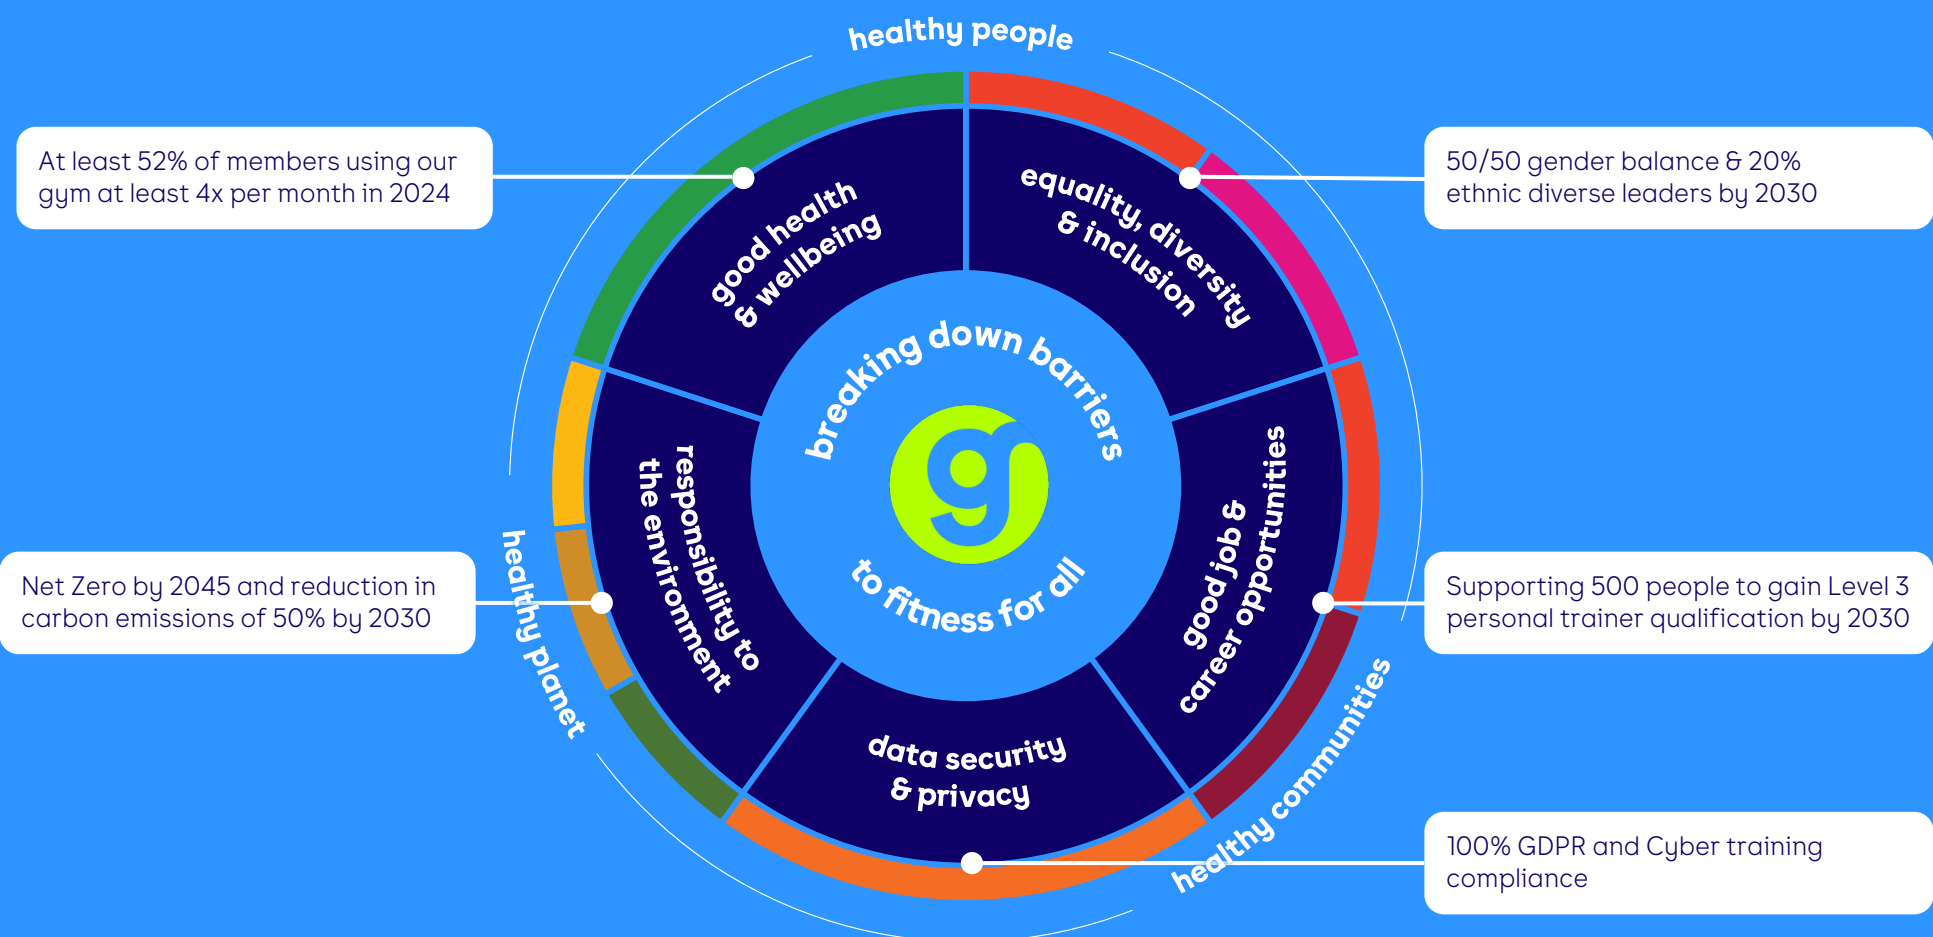 healthy people
At least 52% of members using our
gym at least 4x per month in 2024
50/50 gender balance & 20%
ethnic diverse leaders by 2030
good health
& wellbeing
equality, diversity
& inclusion
breaking down barriers
g
to fitness for all
responsibility to
the environment
good job &
career opportunities
healthy planet
Net Zero by 2045 and reduction in
carbon emissions of 50% by 2030
Supporting 500 people to gain Level 3
personal trainer qualification by 2030
data security
& privacy
healthy communities
100% GDPR and Cyber training
compliance